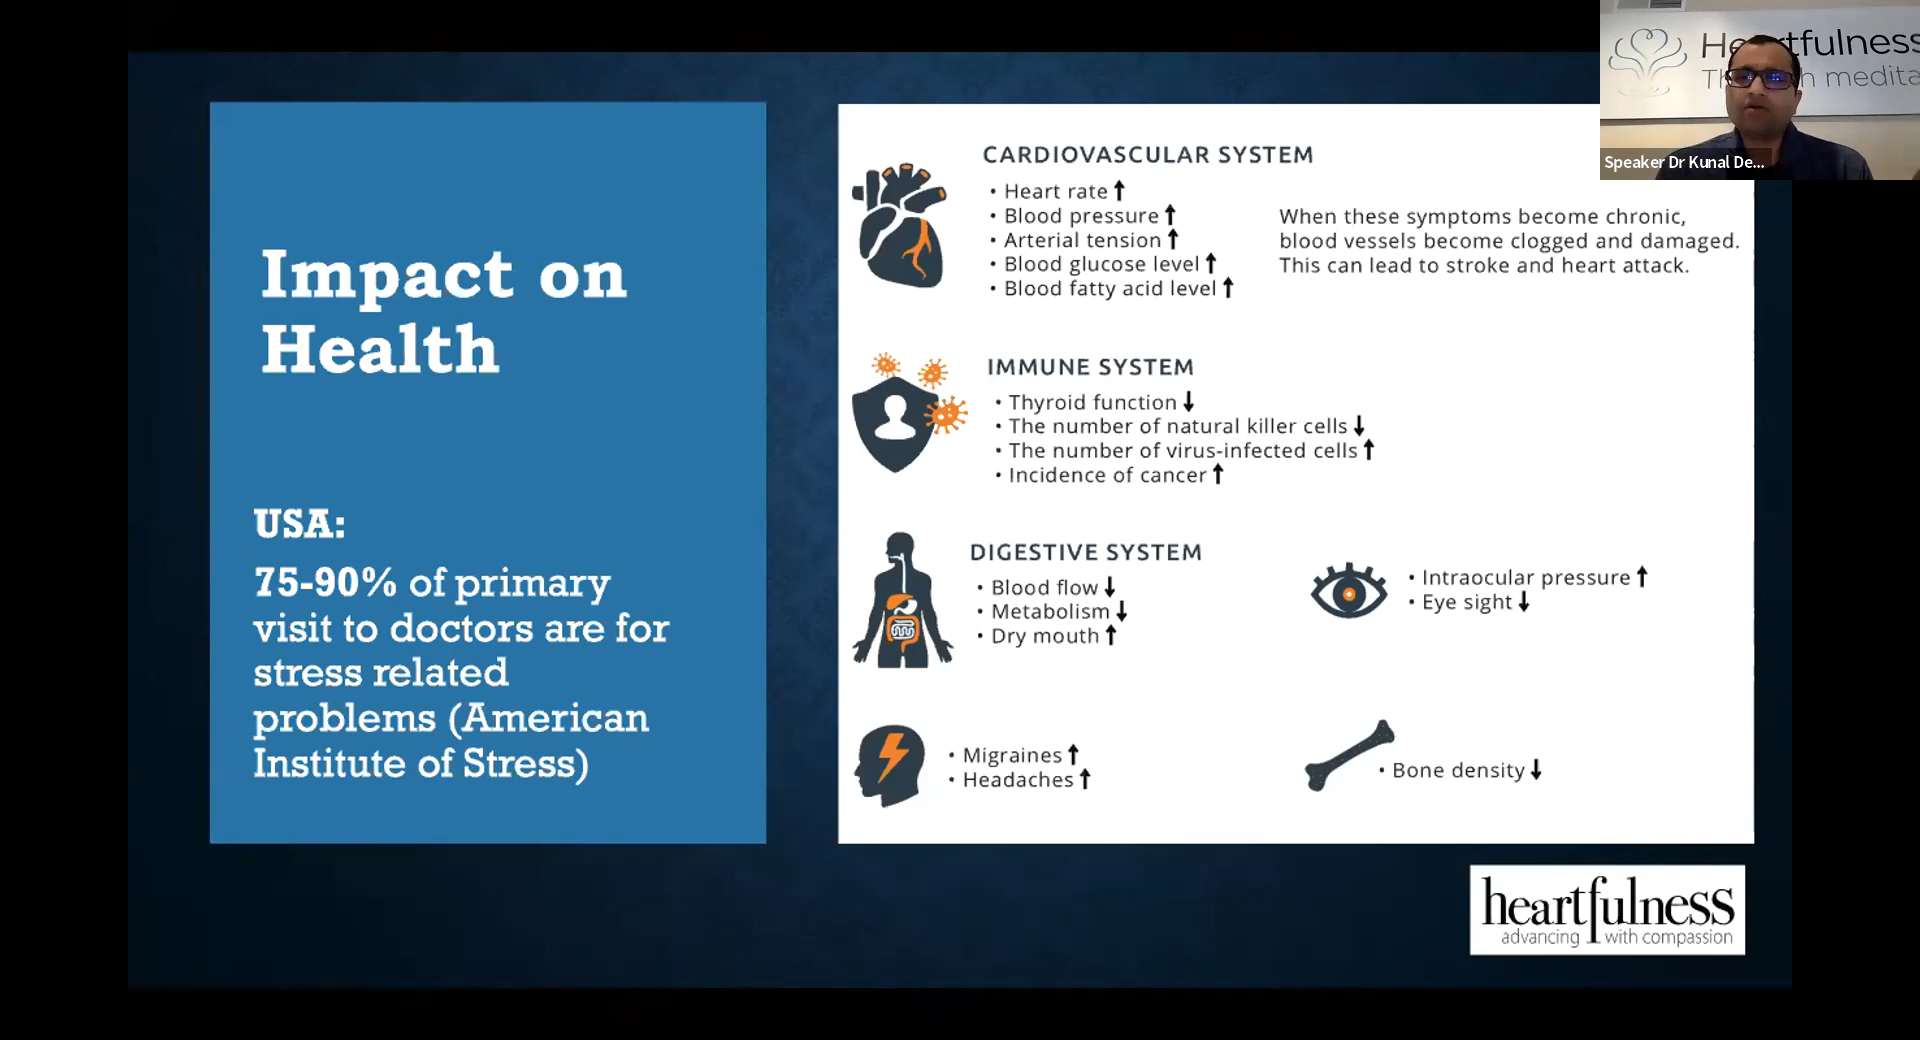 Impact on
Health
USA:
75-90% of primary
visit to doctors are for
stress related
problems (American
Institute of Stress)
CARDIOVASCULAR SYSTEM
• Heart rate ↑
• Blood pressure ↑
• Arterial tension ↑
• Blood glucose level ↑
• Blood fatty acid level ↑
When these symptoms become chronic,
blood vessels become clogged and damaged.
This can lead to stroke and heart attack.
IMMUNE SYSTEM
• Thyroid function ↓
• The number of natural killer cells ↓
• The number of virus-infected cells ↑
• Incidence of cancer ↑
DIGESTIVE SYSTEM
• Blood flow ↓
• Metabolism ↓
• Dry mouth ↑
• Intraocular pressure ↑
• Eye sight ↓
• Migraines ↑
• Headaches ↑
• Bone density ↓
heartfulness
advancing with compassion
Speaker Dr Kunal De...